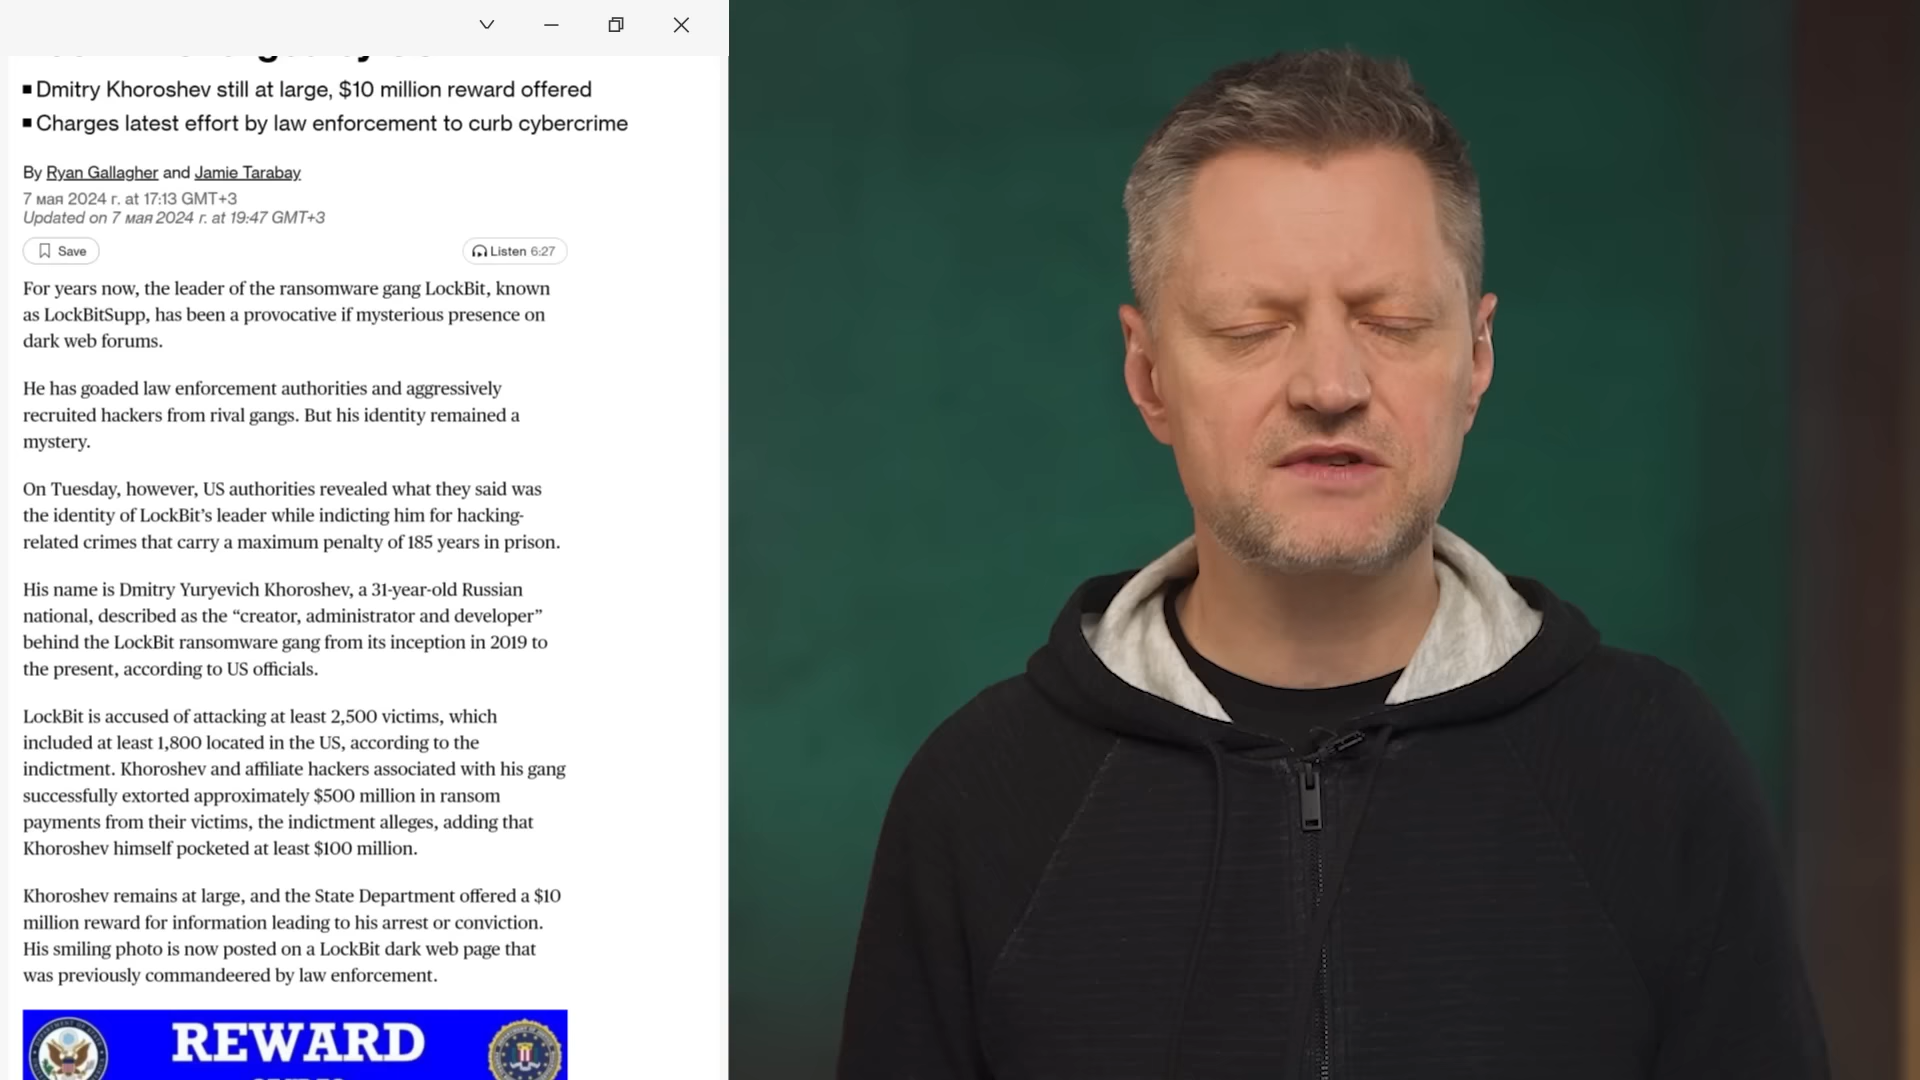 Dmitry Khoroshev still at large, $10 million reward offered
Charges latest effort by law enforcement to curb cybercrime
By Ryan Gallagher and Jamie Tarabay
7 мая 2024 г. at 17:13 GMT+3
Updated on 7 мая 2024 г. at 19:47 GMT+3
Save
Listen 6:27
For years now, the leader of the ransomware gang LockBit, known
as LockBitSupp, has been a provocative if mysterious presence on
dark web forums.
He has goaded law enforcement authorities and aggressively
recruited hackers from rival gangs. But his identity remained a
mystery.
On Tuesday, however, US authorities revealed what they said was
the identity of LockBit’s leader while indicting him for hacking-
related crimes that carry a maximum penalty of 185 years in prison.
His name is Dmitry Yuryevich Khoroshev, a 31-year-old Russian
national, described as the “creator, administrator and developer”
behind the LockBit ransomware gang from its inception in 2019 to
the present, according to US officials.
LockBit is accused of attacking at least 2,500 victims, which
included at least 1,800 located in the US, according to the
indictment. Khoroshev and affiliate hackers associated with his gang
successfully extorted approximately $500 million in ransom
payments from their victims, the indictment alleges, adding that
Khoroshev himself pocketed at least $100 million.
Khoroshev remains at large, and the State Department offered a $10
million reward for information leading to his arrest or conviction.
His smiling photo is now posted on a LockBit dark web page that
was previously commandeered by law enforcement.
REWARD